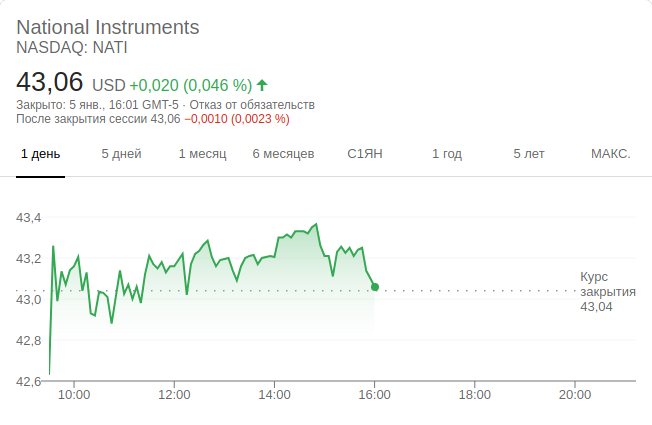 National Instruments
NASDAQ: NATI
43,06 USD +0,020 (0,046 %)
Закрыто: 5 янв., 16:01 GMT-5 · Отказ от обязательств
После закрытия сессии 43,06 −0,0010 (0,0023 %)
1 день 5 дней 1 месяц 6 месяцев С1ЯН 1 год 5 лет МАКС.
43,4
43,2
43,0
42,8
42,6
Курс
закрытия
43,04
10:00 12:00 14:00 16:00 18:00 20:00